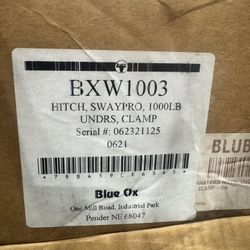 BXW1003
HITCH, SWAYPRO, 1000LB
UNDRS, CLAMP
Serial #: 062321125
0621
Blue Ox
One Mill Road, Industrial Park
Pender NE 68047
BLUE
CLAMP